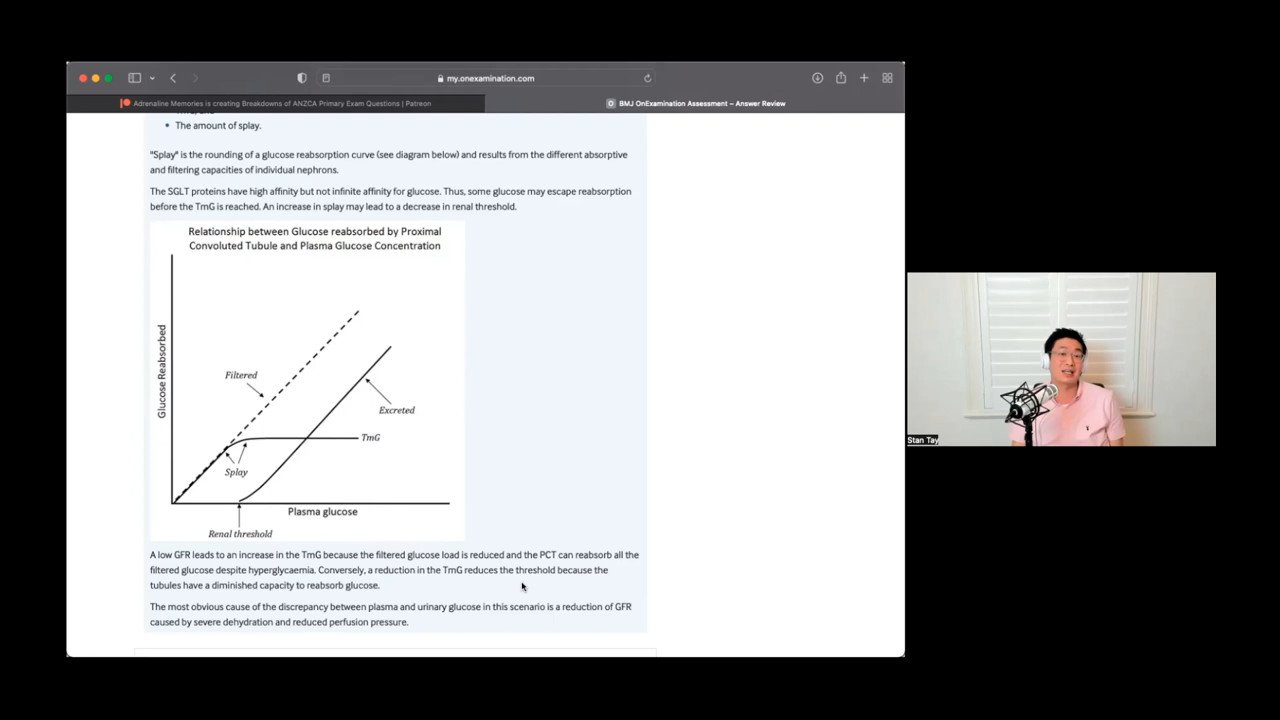 my.onexamination.com
Adrenaline Memories is creating Breakdowns of ANZCA Primary Exam Questions | Patreon
BMJ OnExamination Assessment – Answer Review
• The amount of splay.
"Splay" is the rounding of a glucose reabsorption curve (see diagram below) and results from the different absorptive
and filtering capacities of individual nephrons.
The SGLT proteins have high affinity but not infinite affinity for glucose. Thus, some glucose may escape reabsorption
before the TmG is reached. An increase in splay may lead to a decrease in renal threshold.
Relationship between Glucose reabsorbed by Proximal
Convoluted Tubule and Plasma Glucose Concentration
Glucose Reabsorbed
Filtered
Excreted
TmG
Splay
Plasma glucose
Renal threshold
A low GFR leads to an increase in the TmG because the filtered glucose load is reduced and the PCT can reabsorb all the
filtered glucose despite hyperglycaemia. Conversely, a reduction in the TmG reduces the threshold because the
tubules have a diminished capacity to reabsorb glucose.
The most obvious cause of the discrepancy between plasma and urinary glucose in this scenario is a reduction of GFR
caused by severe dehydration and reduced perfusion pressure.
Stan Tay